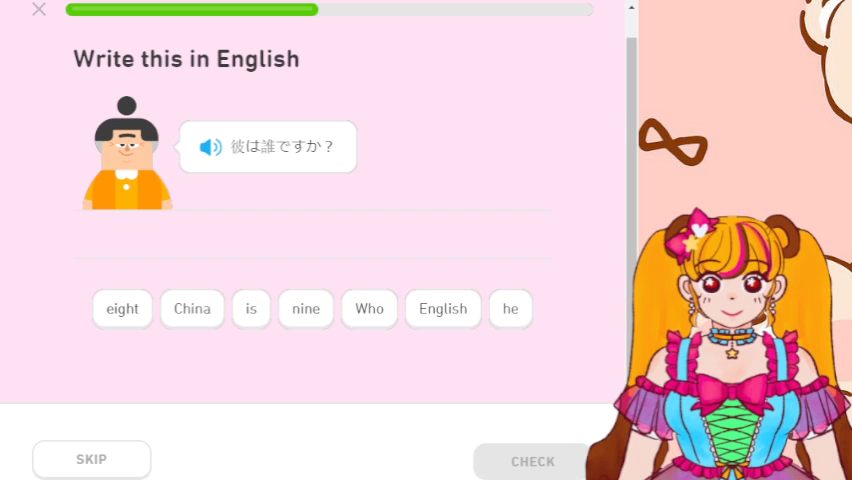 Write this in English
彼は誰ですか？
eight China is nine Who English he
SKIP CHECK